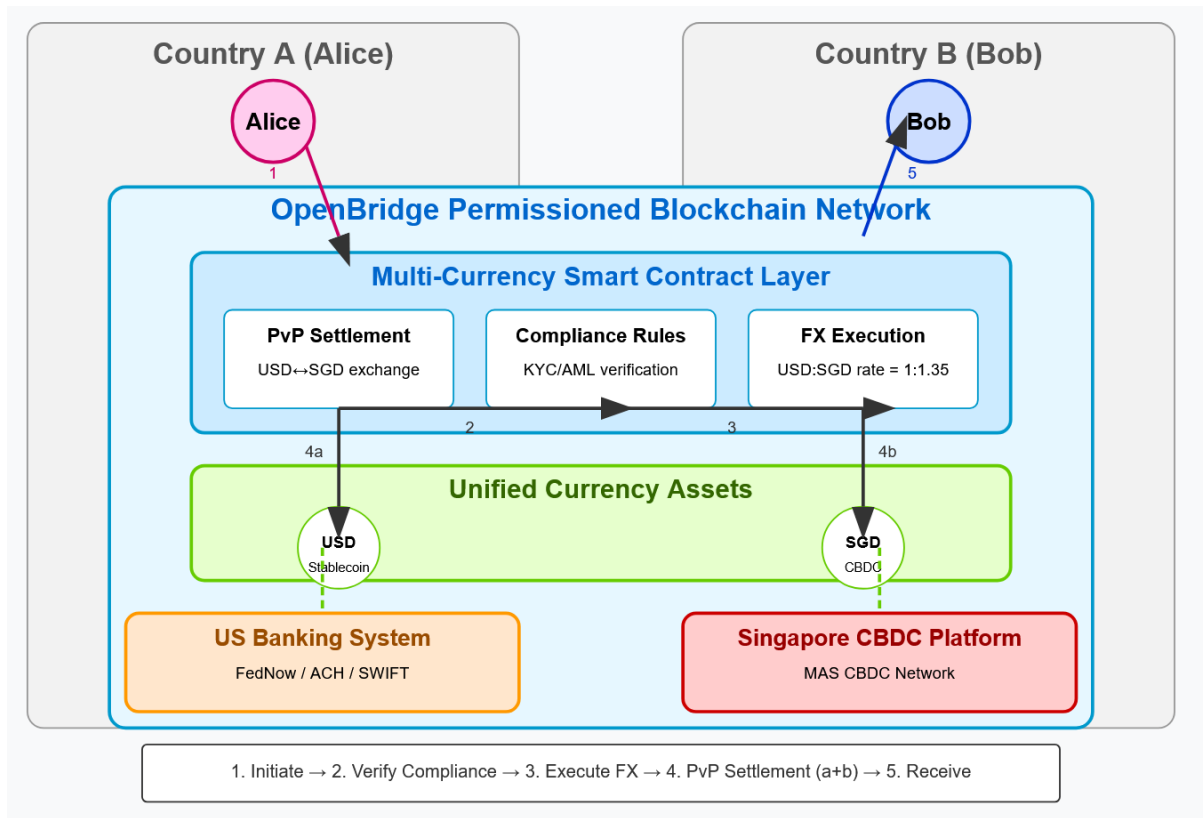 Country A (Alice)
Country B (Bob)
Alice
Bob
1
5
OpenBridge Permissioned Blockchain Network
Multi-Currency Smart Contract Layer
PvP Settlement
USD↔SGD exchange
Compliance Rules
KYC/AML verification
FX Execution
USD:SGD rate = 1:1.35
2
3
4a
4b
Unified Currency Assets
USD
Stablecoin
SGD
CBDC
US Banking System
FedNow / ACH / SWIFT
Singapore CBDC Platform
MAS CBDC Network
1. Initiate → 2. Verify Compliance → 3. Execute FX → 4. PvP Settlement (a+b) → 5. Receive